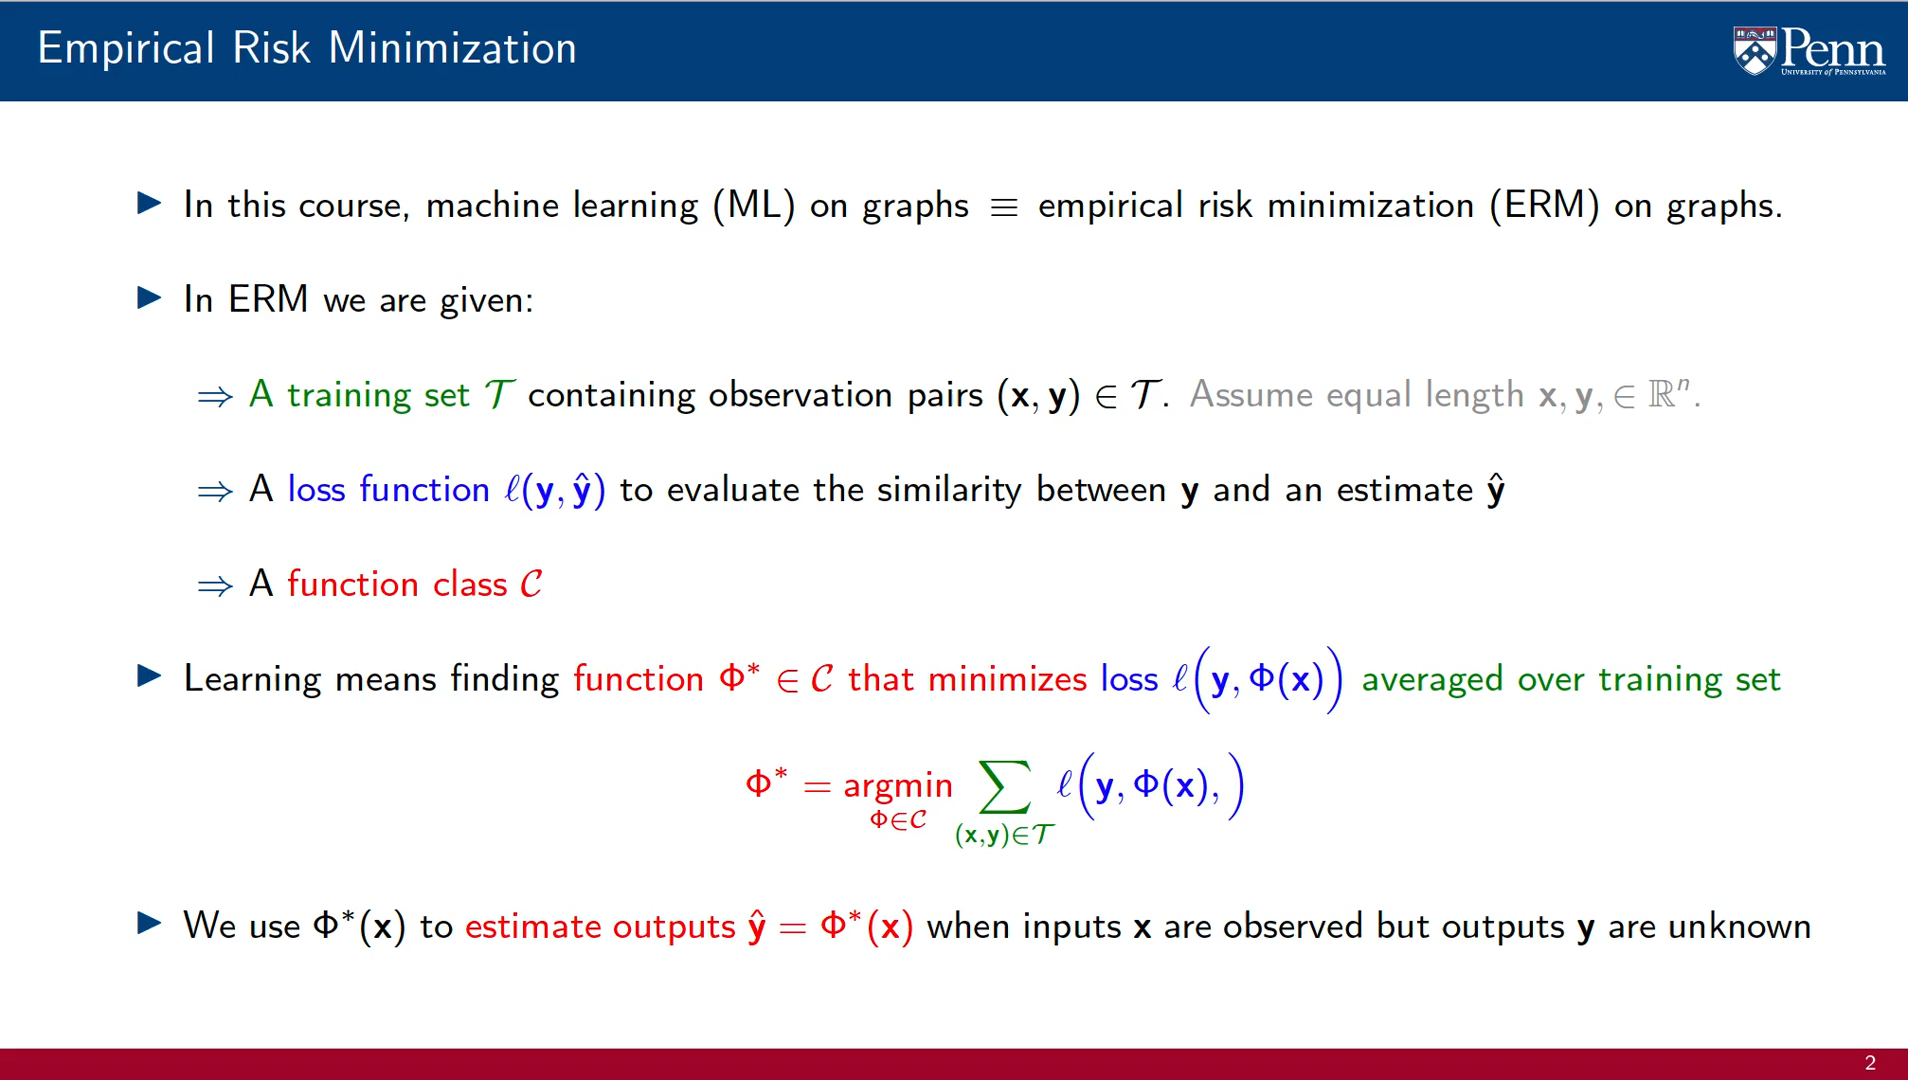 Empirical Risk Minimization
Penn
UNIVERSITY of PENNSYLVANIA
▶ In this course, machine learning (ML) on graphs ≡ empirical risk minimization (ERM) on graphs.
▶ In ERM we are given:
⇒ A training set 𝒯 containing observation pairs (x, y) ∈ 𝒯. Assume equal length x, y, ∈ ℝⁿ.
⇒ A loss function ℓ(y, ŷ) to evaluate the similarity between y and an estimate ŷ
⇒ A function class 𝒞
▶ Learning means finding function Φ* ∈ 𝒞 that minimizes loss ℓ(y, Φ(x)) averaged over training set
Φ* = argmin ∑ ℓ(y, Φ(x), )
Φ∈𝒞 (x,y)∈𝒯
▶ We use Φ*(x) to estimate outputs ŷ = Φ*(x) when inputs x are observed but outputs y are unknown
2